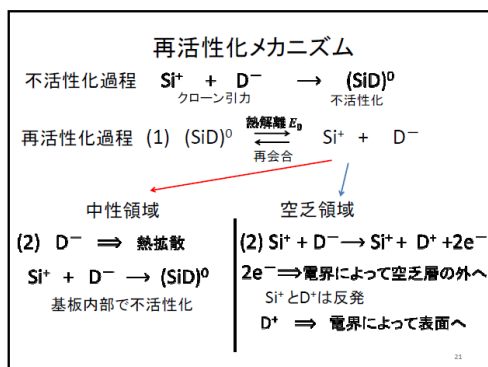 再活性化メカニズム
不活性化過程 Si⁺ + D⁻ → (SiD)⁰
クローン引力 不活性化
再活性化過程 (1) (SiD)⁰ 熱解離 E_D ⇄ 再会合 Si⁺ + D⁻
中性領域
(2) D⁻ ⇒ 熱拡散
Si⁺ + D⁻ → (SiD)⁰
基板内部で不活性化
空乏領域
(2) Si⁺ + D⁻ → Si⁺ + D⁺ +2e⁻
2e⁻ ⇒ 電界によって空乏層の外へ
Si⁺とD⁺は反発
D⁺ ⇒ 電界によって表面へ
21